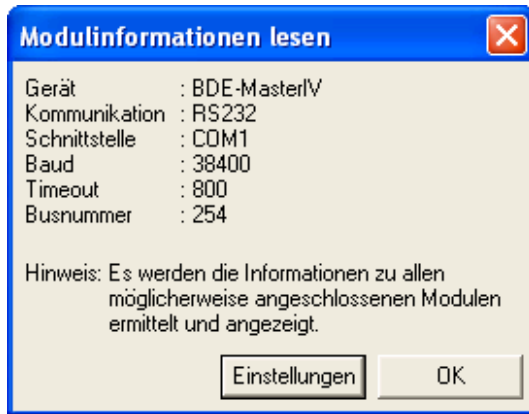 Modulinformationen lesen
Gerät : BDE-MasterIV
Kommunikation : RS232
Schnittstelle : COM1
Baud : 38400
Timeout : 800
Busnummer : 254
Hinweis: Es werden die Informationen zu allen
möglicherweise angeschlossenen Modulen
ermittelt und angezeigt.
Einstellungen OK